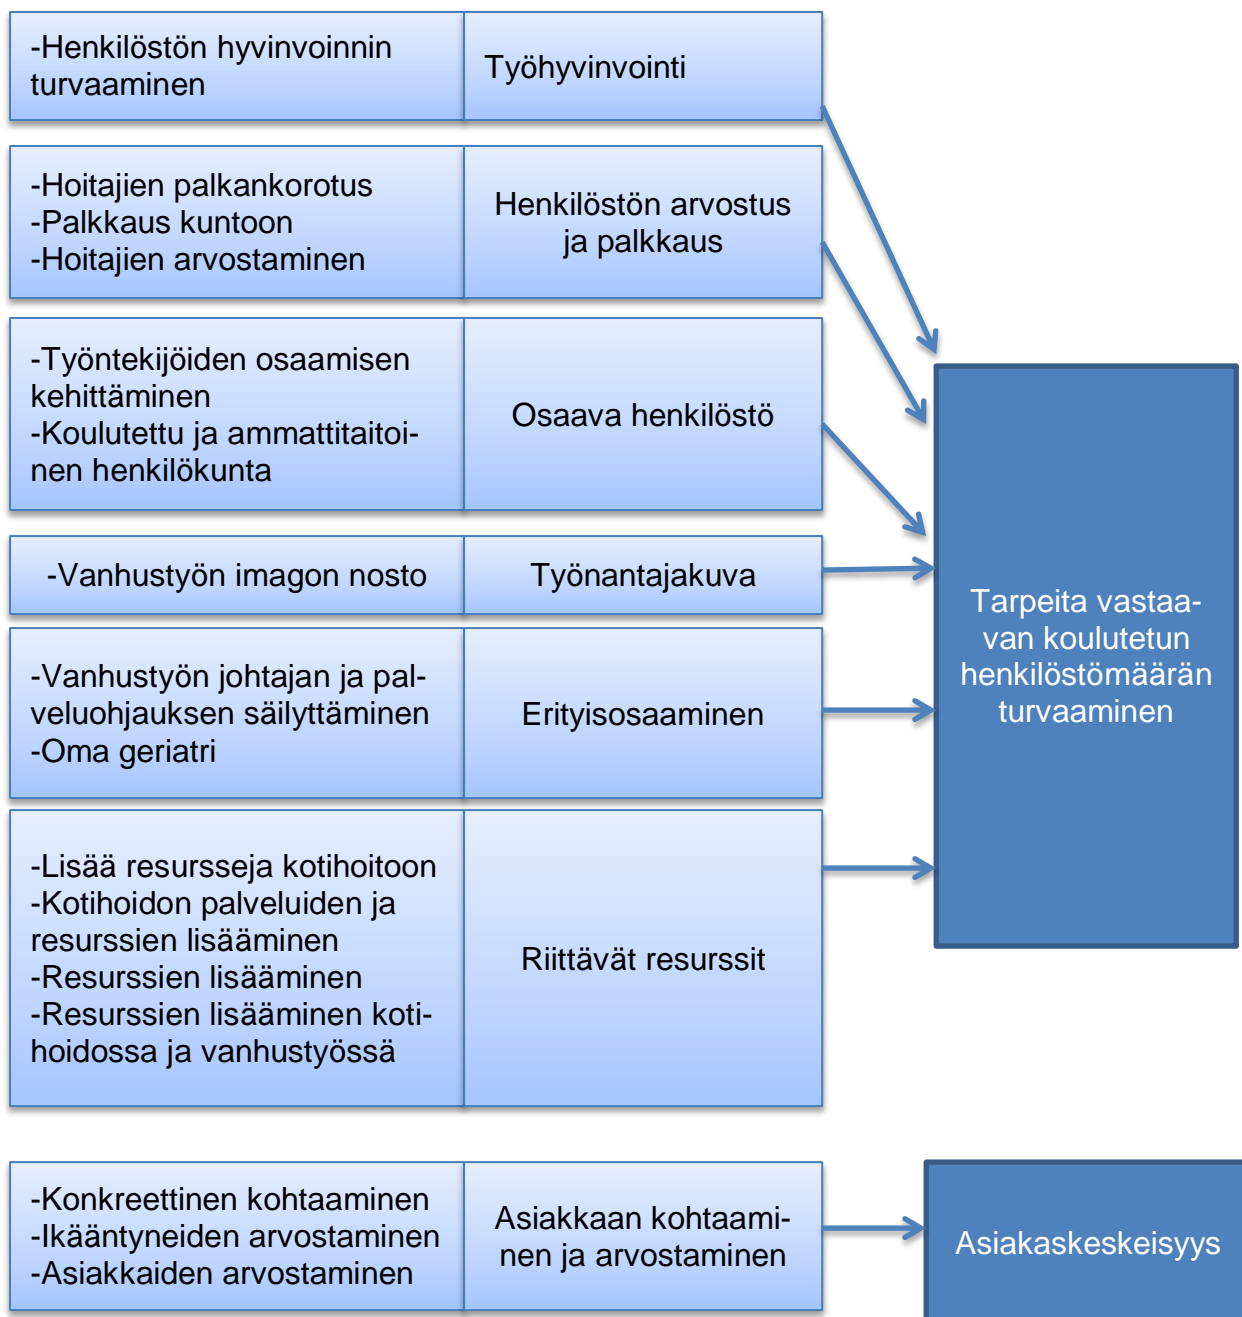 -Henkilöstön hyvinvoinnin
turvaaminen
Työhyvinvointi
-Hoitajien palkankorotus
-Palkkaus kuntoon
-Hoitajien arvostaminen
Henkilöstön arvostus
ja palkkaus
-Työntekijöiden osaamisen
kehittäminen
-Koulutettu ja ammattitaitoi-
nen henkilökunta
Osaava henkilöstö
-Vanhustyön imagon nosto
Työnantajakuva
-Vanhustyön johtajan ja pal-
veluohjauksen säilyttäminen
-Oma geriatri
Erityisosaaminen
-Lisää resursseja kotihoitoon
-Kotihoidon palveluiden ja
resurssien lisääminen
-Resurssien lisääminen
-Resurssien lisääminen koti-
hoidossa ja vanhustyössä
Riittävät resurssit
Tarpeita vastaa-
van koulutetun
henkilöstömäärän
turvaaminen
-Konkreettinen kohtaaminen
-Ikääntyneiden arvostaminen
-Asiakkaiden arvostaminen
Asiakkaan kohtaami-
nen ja arvostaminen
Asiakaskeskeisyys